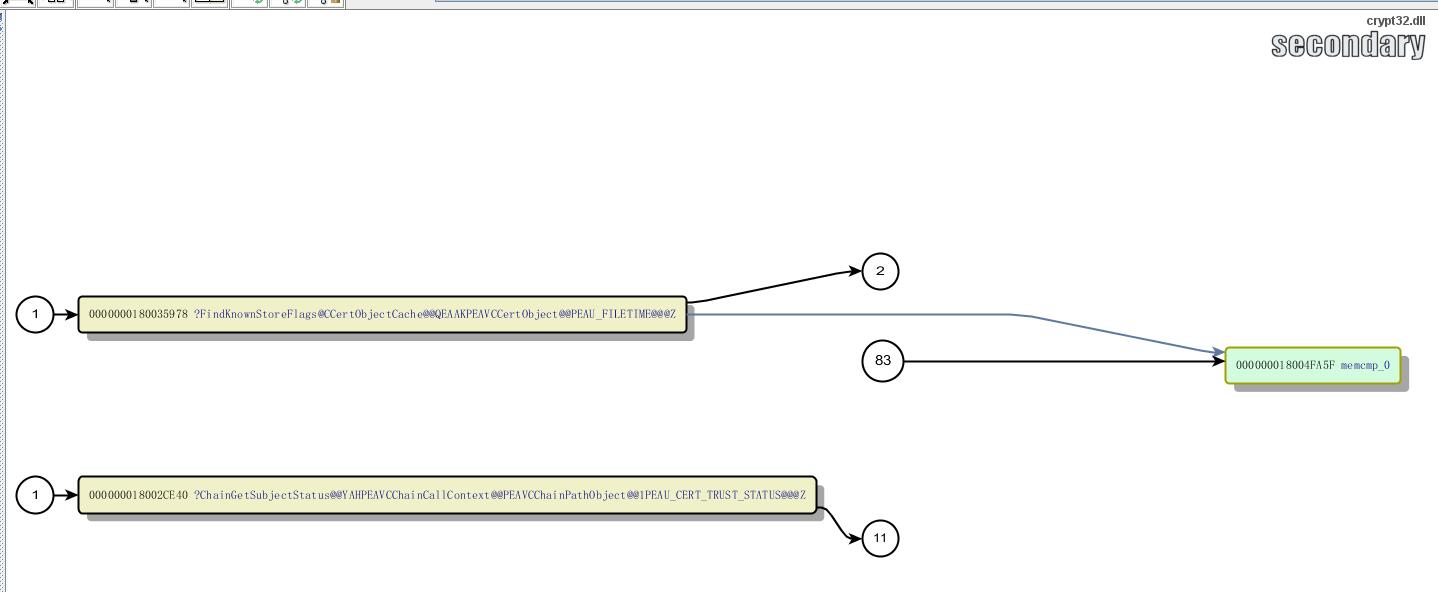 crypt32.dll
secondary
2
1
0000000180035978 ?FindKnownStoreFlags@CCertObjectCache@@QEAAKPEAVCCertObject@@PEAU_FILETIME@@@Z
83
000000018004FA5F memcmp_0
1
000000018002CE40 ?ChainGetSubjectStatus@@YAHPEAVCChainCallContext@@PEAVCChainPathObject@@1PEAU_CERT_TRUST_STATUS@@@Z
11